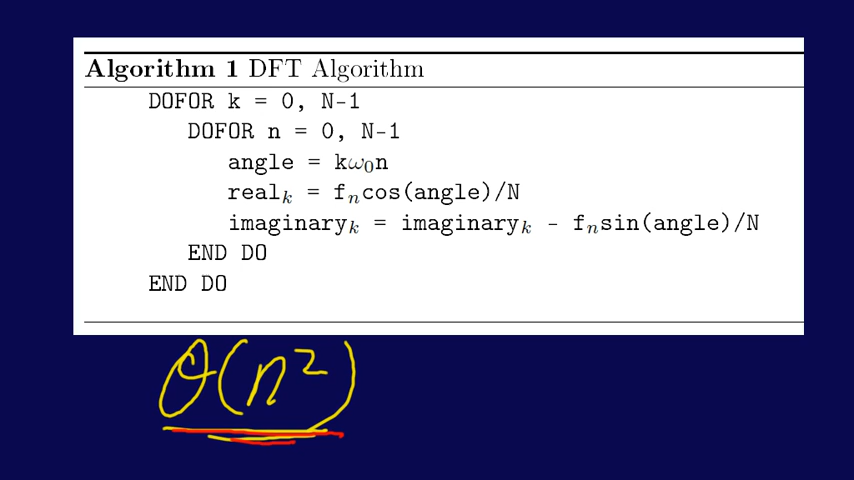 Algorithm 1 DFT Algorithm
DOFOR k = 0, N-1
DOFOR n = 0, N-1
angle = kω₀n
realₖ = fₙcos(angle)/N
imaginaryₖ = imaginaryₖ - fₙsin(angle)/N
END DO
END DO
O(n²)